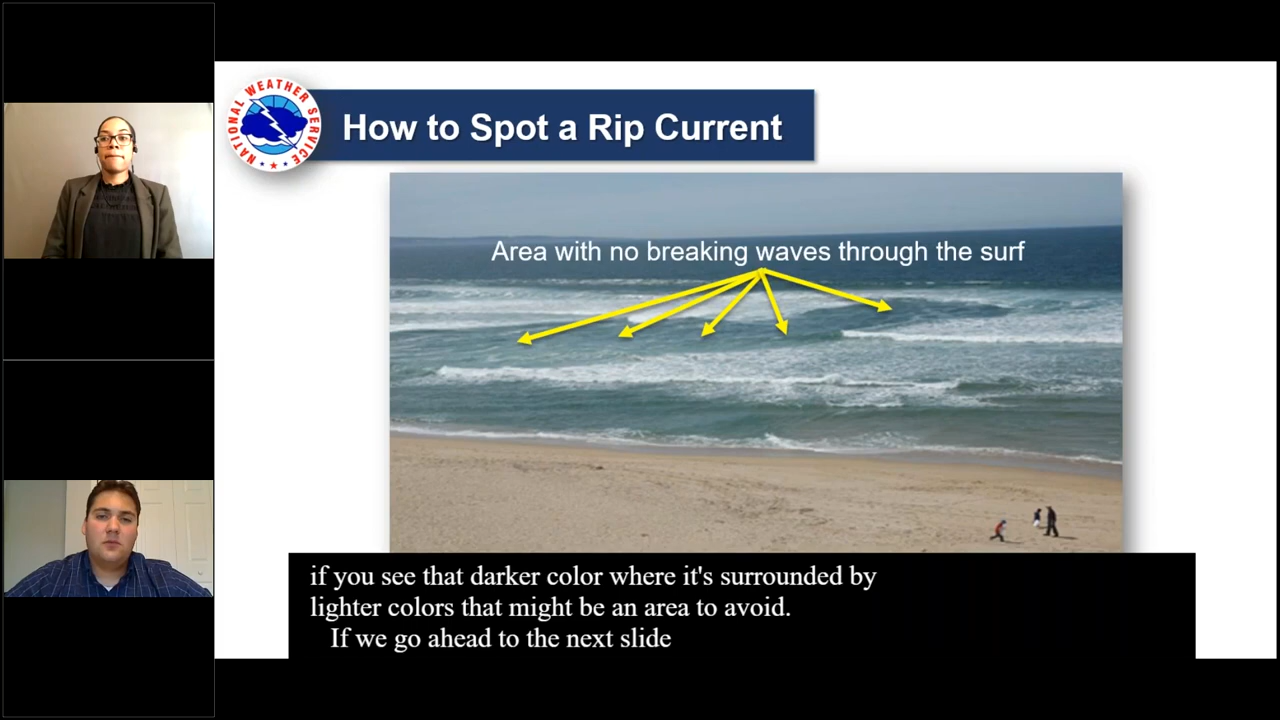 NATIONAL WEATHER SERVICE
How to Spot a Rip Current
Area with no breaking waves through the surf
if you see that darker color where it's surrounded by
lighter colors that might be an area to avoid.
If we go ahead to the next slide